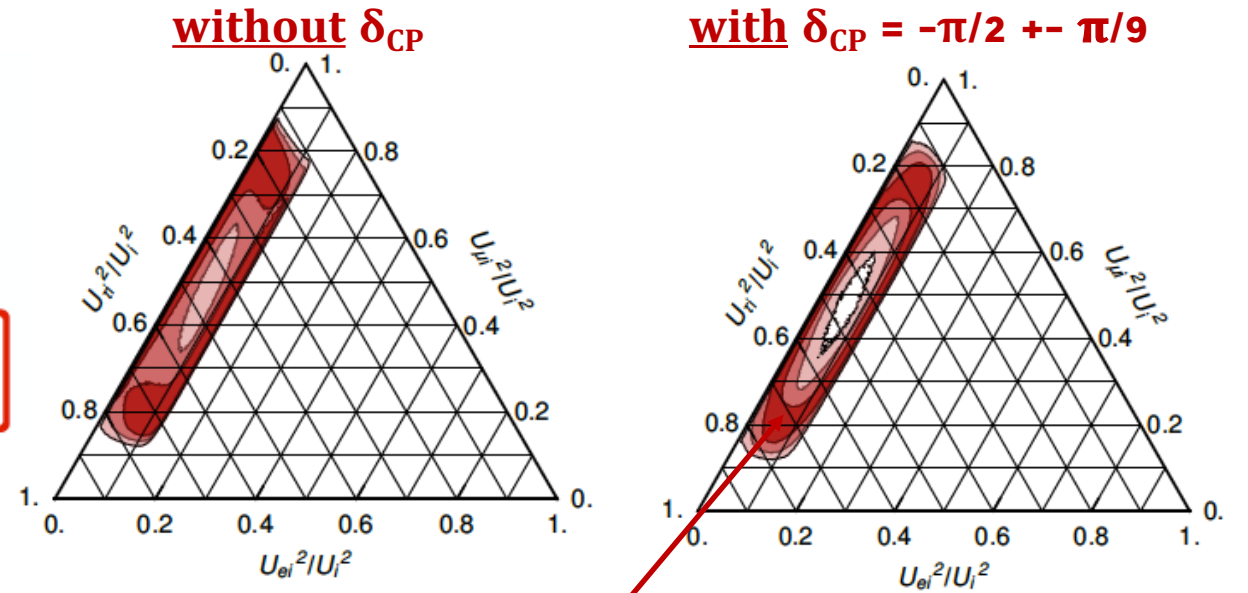 without δCP
with δCP = -π/2 +- π/9
0. 1.
0.2 0.8
0.4 0.6
Uτi²/Ui² Uμi²/Ui²
0.6 0.4
0.8 0.2
1. 0.
0. 0.2 0.4 0.6 0.8 1.
Uei²/Ui²
0. 1.
0.2 0.8
0.4 0.6
Uτi²/Ui² Uμi²/Ui²
0.6 0.4
0.8 0.2
1. 0.
0. 0.2 0.4 0.6 0.8 1.
Uei²/Ui²